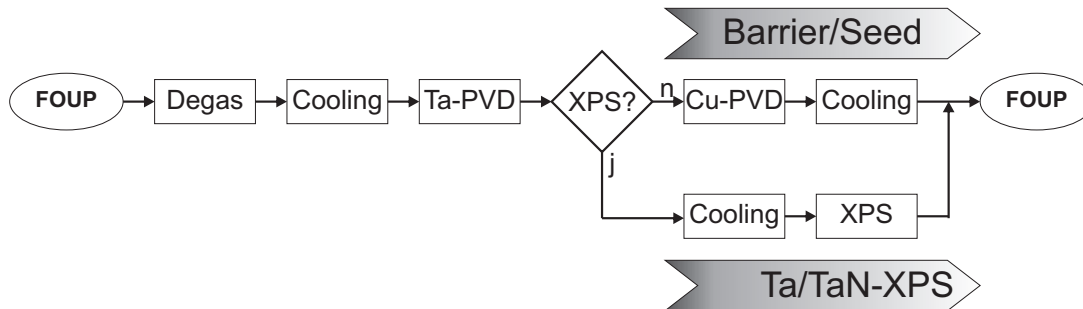 Barrier/Seed
FOUP
Degas
Cooling
Ta-PVD
XPS?
n
Cu-PVD
Cooling
FOUP
j
Cooling
XPS
Ta/TaN-XPS